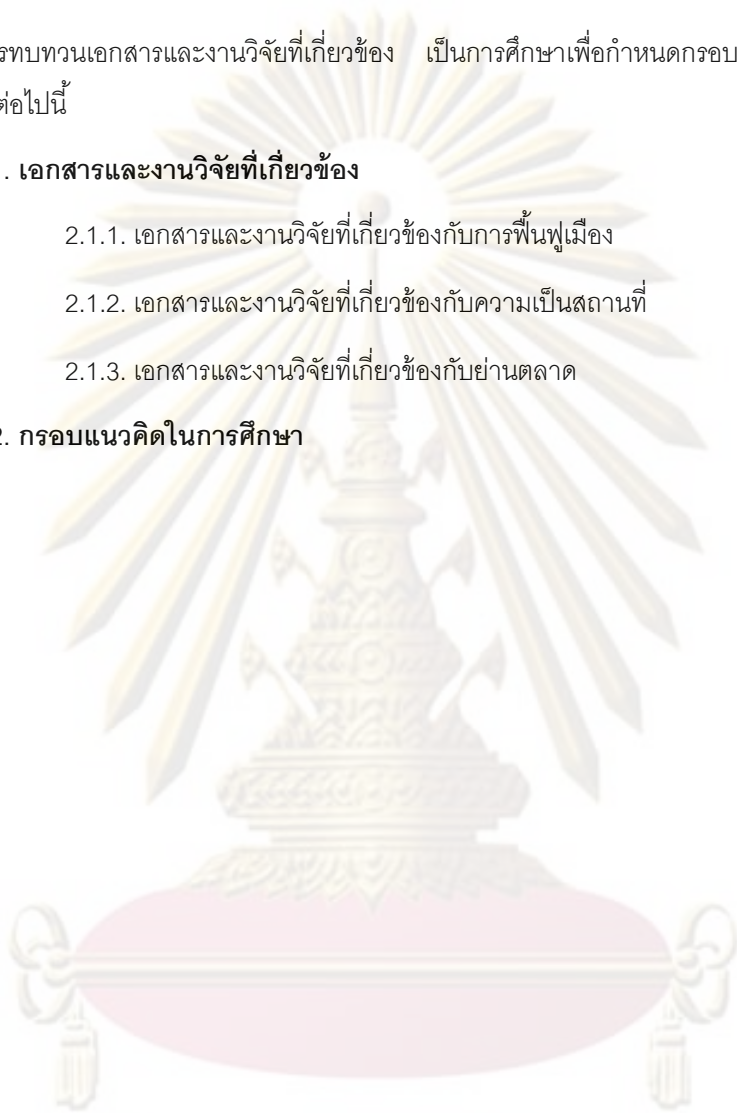 รทบทวนเอกสารและงานวิจัยที่เกี่ยวข้อง เป็นการศึกษาเพื่อกำหนดกรอบ
ต่อไปนี้
. เอกสารและงานวิจัยที่เกี่ยวข้อง
2.1.1. เอกสารและงานวิจัยที่เกี่ยวข้องกับการฟื้นฟูเมือง
2.1.2. เอกสารและงานวิจัยที่เกี่ยวข้องกับความเป็นสถานที่
2.1.3. เอกสารและงานวิจัยที่เกี่ยวข้องกับย่านตลาด
2. กรอบแนวคิดในการศึกษา